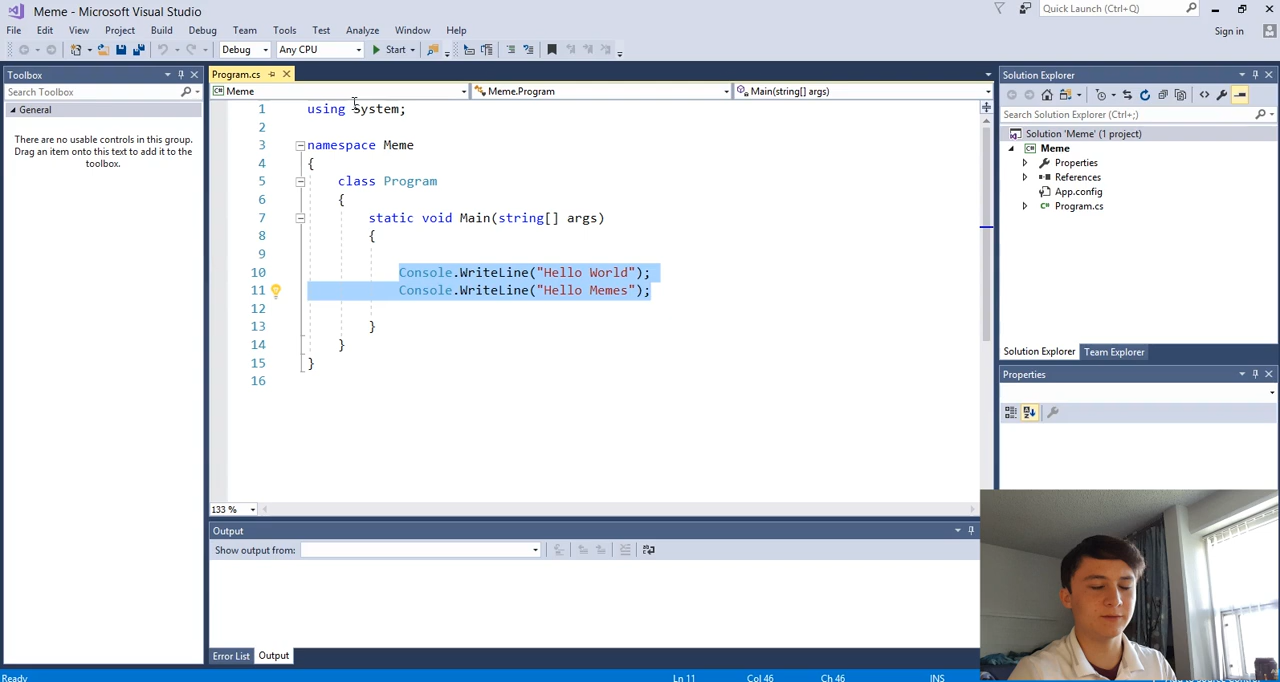 Meme - Microsoft Visual Studio
Quick Launch (Ctrl+Q)
File Edit View Project Build Debug Team Tools Test Analyze Window Help
Sign in
Debug Any CPU Start
Toolbox
Search Toolbox
General
There are no usable controls in this group.
Drag an item onto this text to add it to the
toolbox.
Program.cs
Meme Meme.Program Main(string[] args)
1 using System;
2
3 namespace Meme
4 {
5 class Program
6 {
7 static void Main(string[] args)
8 {
9
10 Console.WriteLine("Hello World");
11 Console.WriteLine("Hello Memes");
12
13 }
14 }
15 }
16
133 %
Output
Show output from:
Error List Output
Solution Explorer
Search Solution Explorer (Ctrl+;)
Solution 'Meme' (1 project)
Meme
Properties
References
App.config
Program.cs
Solution Explorer Team Explorer
Properties
Ready Ln 11 Col 46 Ch 46 INS